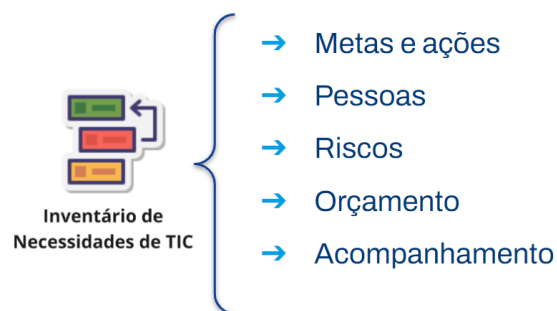 Inventário de
Necessidades de TIC
➔ Metas e ações
➔ Pessoas
➔ Riscos
➔ Orçamento
➔ Acompanhamento